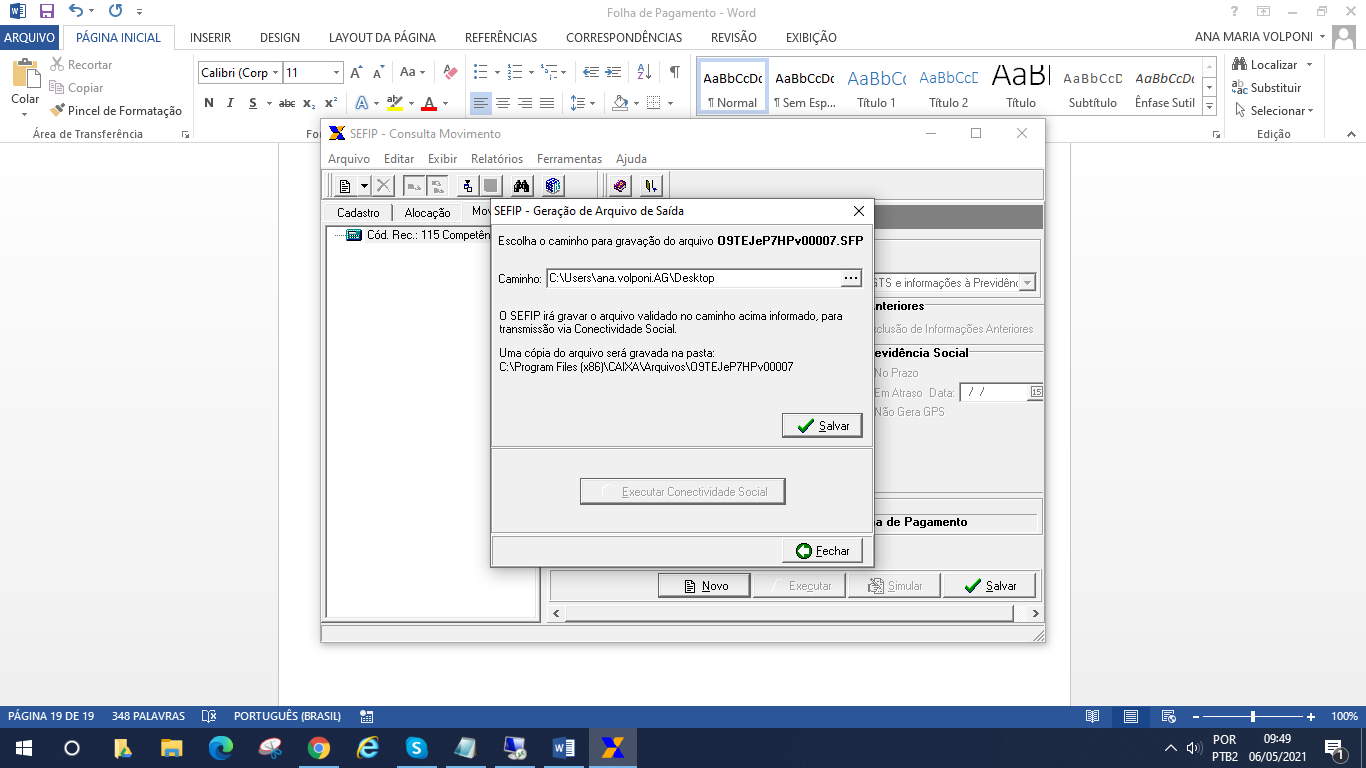 Folha de Pagamento - Word
ARQUIVO PÁGINA INICIAL INSERIR DESIGN LAYOUT DA PÁGINA REFERÊNCIAS CORRESPONDÊNCIAS REVISÃO EXIBIÇÃO ANA MARIA VOLPONI
Colar
Recortar
Copiar
Pincel de Formatação
Área de Transferência
Calibri (Corp 11
N I S abc x₂ x²
AaBbCcDc AaBbCcDc AaBbCc AaBbCcD AaB AaBbCcD AaBbCcDc
¶ Normal ¶ Sem Esp... Título 1 Título 2 Título Subtítulo Ênfase Sutil
Localizar
Substituir
Selecionar
Edição
SEFIP - Consulta Movimento
Arquivo Editar Exibir Relatórios Ferramentas Ajuda
Cadastro Alocação Mov
Cód. Rec.: 115 Competên
SEFIP - Geração de Arquivo de Saída
Escolha o caminho para gravação do arquivo O9TEJeP7HPv00007.SFP
Caminho: C:\Users\ana.volponi.AG\Desktop ...
O SEFIP irá gravar o arquivo validado no caminho acima informado, para
transmissão via Conectividade Social.
Uma cópia do arquivo será gravada na pasta:
C:\Program Files (x86)\CAIXA\Arquivos\O9TEJeP7HPv00007
Salvar
Executar Conectividade Social
Fechar
GTS e informações à Previdênc
nteriores
xclusão de Informações Anteriores
evidência Social
No Prazo
Em Atraso Data: / / 15
Não Gera GPS
a de Pagamento
Novo Executar Simular Salvar
PÁGINA 19 DE 19 348 PALAVRAS PORTUGUÊS (BRASIL) 100%
POR
PTB2
09:49
06/05/2021
1